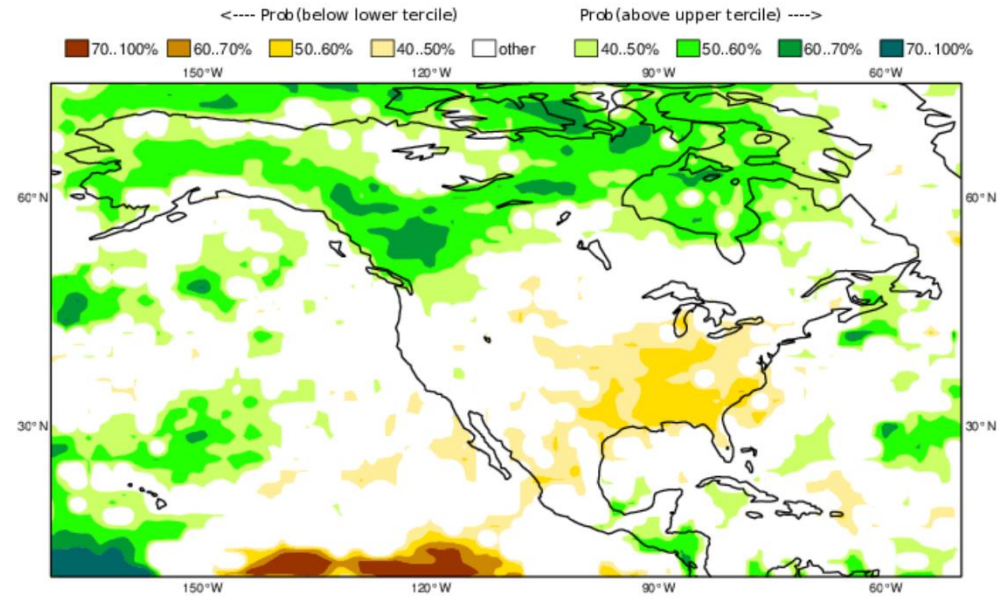 <---- Prob(below lower tercile) Prob(above upper tercile) ---->
70..100% 60..70% 50..60% 40..50% other 40..50% 50..60% 60..70% 70..100%
150°W 120°W 90°W 60°W
60°N 60°N
30°N 30°N
150°W 120°W 90°W 60°W